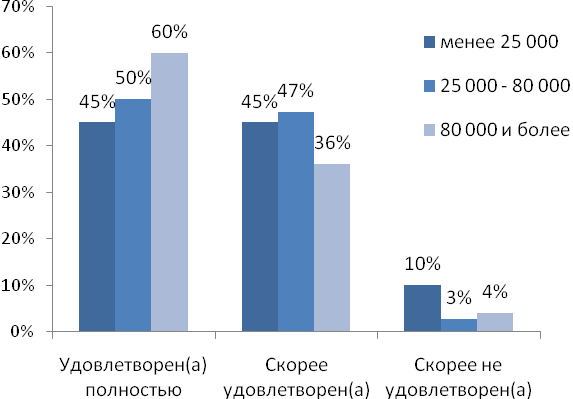 70%
60%
50%
40%
30%
20%
10%
0%
45%
50%
60%
45%
47%
36%
10%
3%
4%
менее 25 000
25 000 - 80 000
80 000 и более
Удовлетворен(а)
полностью
Скорее
удовлетворен(а)
Скорее не
удовлетворен(а)